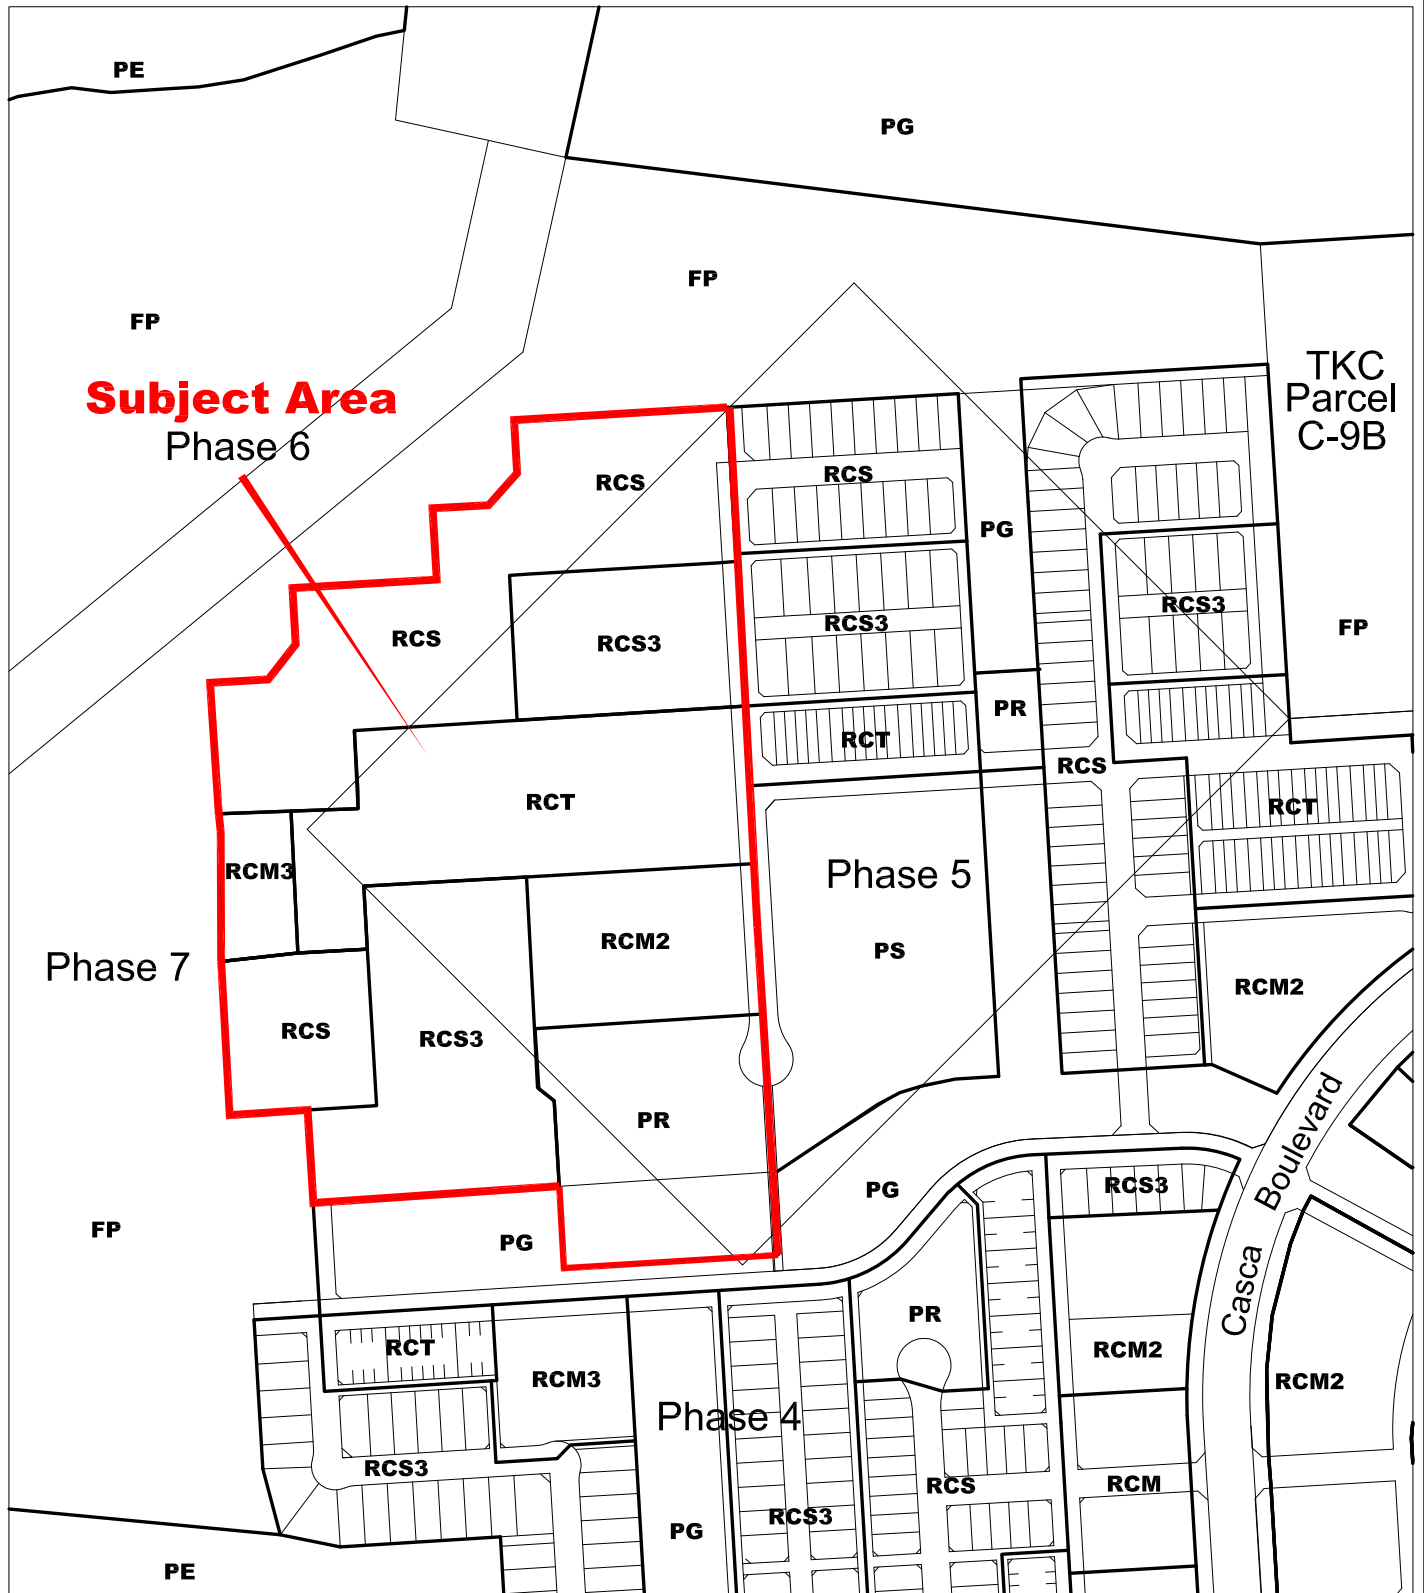 PE
PG
FP
FP
TKC
Parcel
C-9B
Subject Area
Phase 6
RCS
RCS
PG
RCS3
RCS3
FP
RCS
RCS3
PR
RCT
RCS
RCT
RCT
RCM3
Phase 5
RCM2
PS
Phase 7
RCM2
RCS
RCS3
PR
Casca Boulevard
RCS3
PG
FP
PG
PR
RCT
RCM2
RCM3
RCM2
Phase 4
RCS3
RCS
RCM
RCS3
PG
PE